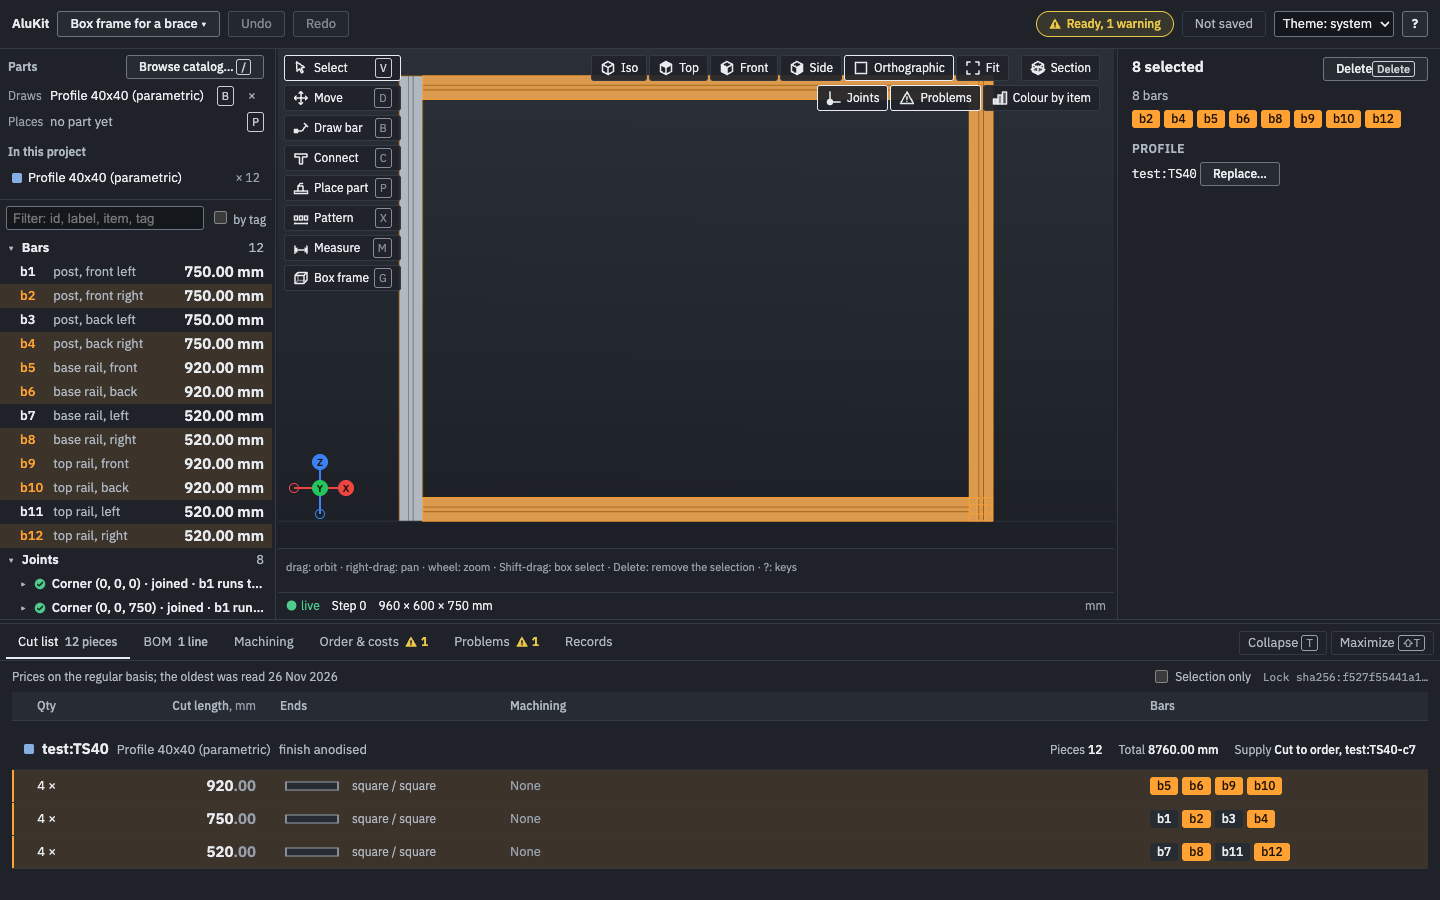 AluKit Box frame for a brace ▾ Undo Redo Ready, 1 warning Not saved Theme: system ?
Parts Browse catalog... /
Draws Profile 40x40 (parametric) B ×
Places no part yet P
In this project
Profile 40x40 (parametric) × 12
Filter: id, label, item, tag by tag
Bars 12
b1 post, front left 750.00 mm
b2 post, front right 750.00 mm
b3 post, back left 750.00 mm
b4 post, back right 750.00 mm
b5 base rail, front 920.00 mm
b6 base rail, back 920.00 mm
b7 base rail, left 520.00 mm
b8 base rail, right 520.00 mm
b9 top rail, front 920.00 mm
b10 top rail, back 920.00 mm
b11 top rail, left 520.00 mm
b12 top rail, right 520.00 mm
Joints 8
Corner (0, 0, 0) · joined · b1 runs t...
Corner (0, 0, 750) · joined · b1 run...
Select V
Move D
Draw bar B
Connect C
Place part P
Pattern X
Measure M
Box frame G
Iso Top Front Side Orthographic Fit Section
Joints Problems Colour by item
Z
Y X
drag: orbit · right-drag: pan · wheel: zoom · Shift-drag: box select · Delete: remove the selection · ?: keys
live Step 0 960 × 600 × 750 mm mm
8 selected Delete Delete
8 bars
b2 b4 b5 b6 b8 b9 b10 b12
PROFILE
test:TS40 Replace...
Cut list 12 pieces BOM 1 line Machining Order & costs 1 Problems 1 Records Collapse T Maximize ⇧T
Prices on the regular basis; the oldest was read 26 Nov 2026 Selection only Lock sha256:f527f55441a1...
Qty Cut length, mm Ends Machining Bars
test:TS40 Profile 40x40 (parametric) finish anodised Pieces 12 Total 8760.00 mm Supply Cut to order, test:TS40-c7
4 × 920.00 square / square None b5 b6 b9 b10
4 × 750.00 square / square None b1 b2 b3 b4
4 × 520.00 square / square None b7 b8 b11 b12